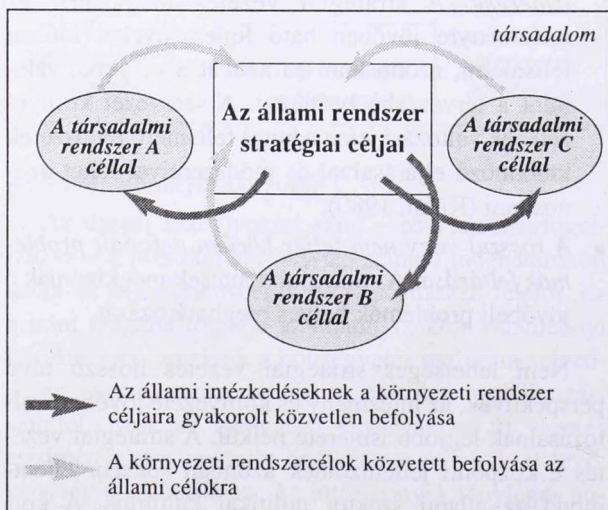 társadalom
Az állami rendszer
stratégiai céljai
A társadalmi
rendszer A
céllal
A társadalmi
rendszer C
céllal
A társadalmi
rendszer B
céllal
Az állami intézkedéseknek a környezeti rendszer
céljaira gyakorolt közvetlen befolyása
A környezeti rendszercélok közvetett befolyása az
állami célokra